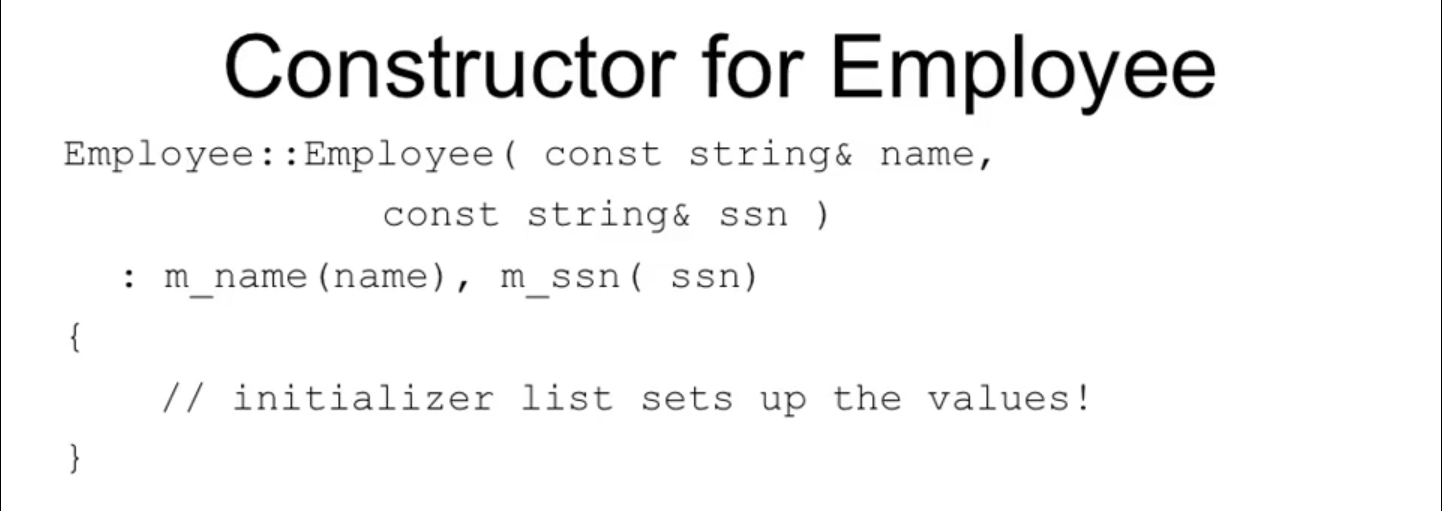 Constructor for Employee
Employee::Employee( const string& name,
const string& ssn )
: m_name(name), m_ssn( ssn)
{
// initializer list sets up the values!
}